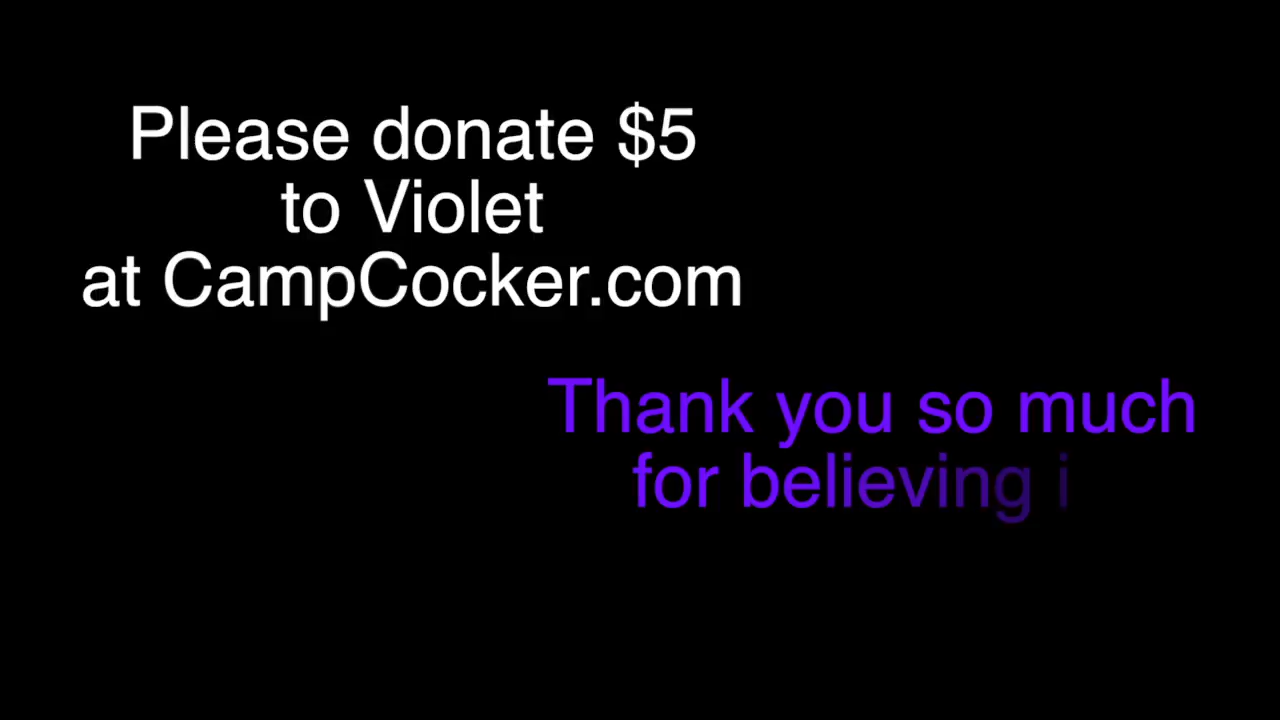 Please donate $5
to Violet
at CampCocker.com
Thank you so much
for believing i